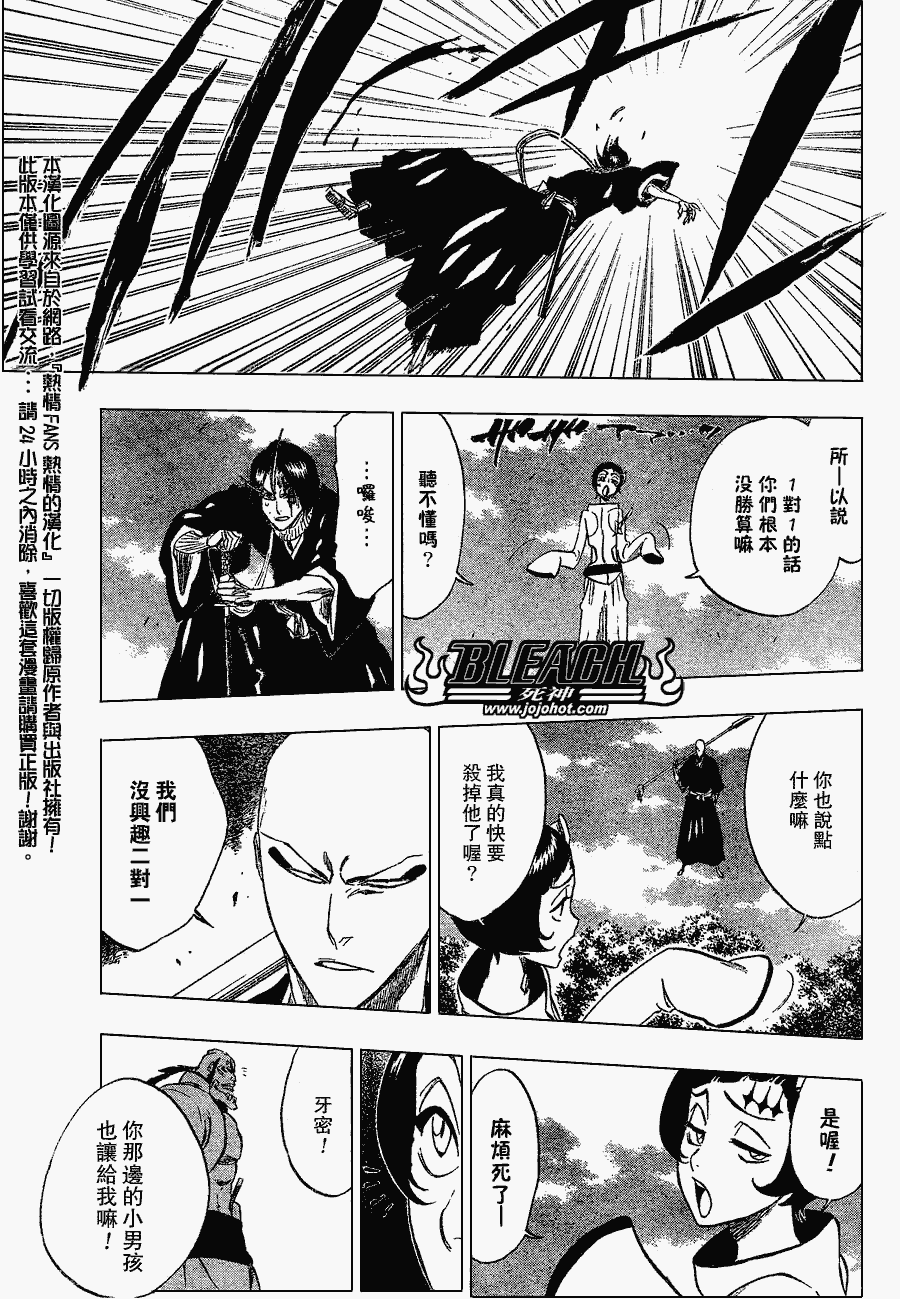 本漢化圖源來自於網路；『熱情FANS熱情的漢化』一切版權歸原作者與出版社擁有！
此版本僅供學習試看交流…請24小時之內消除，喜歡這套漫畫請購買正版！謝謝。
所—以說
1對1的話
你們根本
没勝算嘛
聽不懂嗎？
…囉唆…
BLEACH
死神
www.jojohot.com
你也說點
什麼嘛
我真的快要
殺掉他了喔？
我們
沒興趣二對一
是喔！
麻煩死了—
牙密！
你那邊的小男孩
也讓給我嘛！